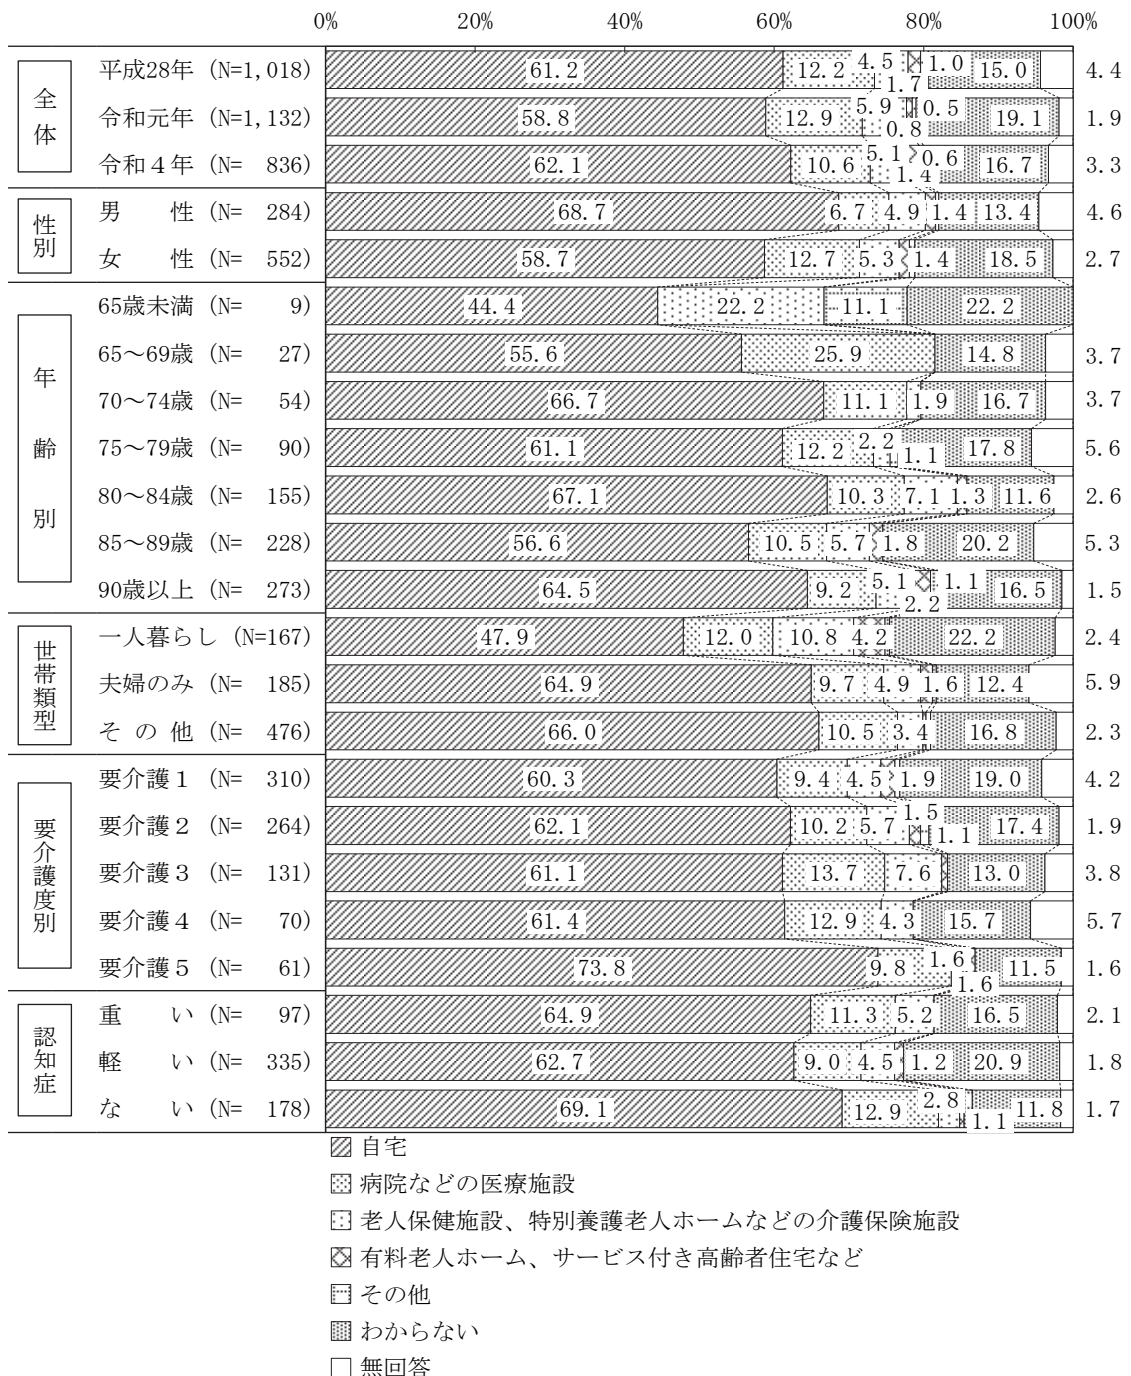 0% 20% 40% 60% 80% 100%
全体
平成28年 (N=1,018) 61.2 12.2 4.5 1.7 1.0 15.0 4.4
令和元年 (N=1,132) 58.8 12.9 5.9 0.8 0.5 19.1 1.9
令和4年 (N= 836) 62.1 10.6 5.1 1.4 0.6 16.7 3.3
性別
男 性 (N= 284) 68.7 6.7 4.9 1.4 13.4 4.6
女 性 (N= 552) 58.7 12.7 5.3 1.4 18.5 2.7
年齢別
65歳未満 (N= 9) 44.4 22.2 11.1 22.2
65～69歳 (N= 27) 55.6 25.9 14.8 3.7
70～74歳 (N= 54) 66.7 11.1 1.9 16.7 3.7
75～79歳 (N= 90) 61.1 12.2 2.2 1.1 17.8 5.6
80～84歳 (N= 155) 67.1 10.3 7.1 1.3 11.6 2.6
85～89歳 (N= 228) 56.6 10.5 5.7 1.8 20.2 5.3
90歳以上 (N= 273) 64.5 9.2 5.1 2.2 1.1 16.5 1.5
世帯類型
一人暮らし (N=167) 47.9 12.0 10.8 4.2 22.2 2.4
夫婦のみ (N= 185) 64.9 9.7 4.9 1.6 12.4 5.9
そ の 他 (N= 476) 66.0 10.5 3.4 16.8 2.3
要介護度別
要介護1 (N= 310) 60.3 9.4 4.5 1.9 19.0 4.2
要介護2 (N= 264) 62.1 10.2 5.7 1.5 1.1 17.4 1.9
要介護3 (N= 131) 61.1 13.7 7.6 13.0 3.8
要介護4 (N= 70) 61.4 12.9 4.3 15.7 5.7
要介護5 (N= 61) 73.8 9.8 1.6 1.6 11.5 1.6
認知症
重 い (N= 97) 64.9 11.3 5.2 16.5 2.1
軽 い (N= 335) 62.7 9.0 4.5 1.2 20.9 1.8
な い (N= 178) 69.1 12.9 2.8 1.1 11.8 1.7
自宅
病院などの医療施設
老人保健施設、特別養護老人ホームなどの介護保険施設
有料老人ホーム、サービス付き高齢者住宅など
その他
わからない
無回答